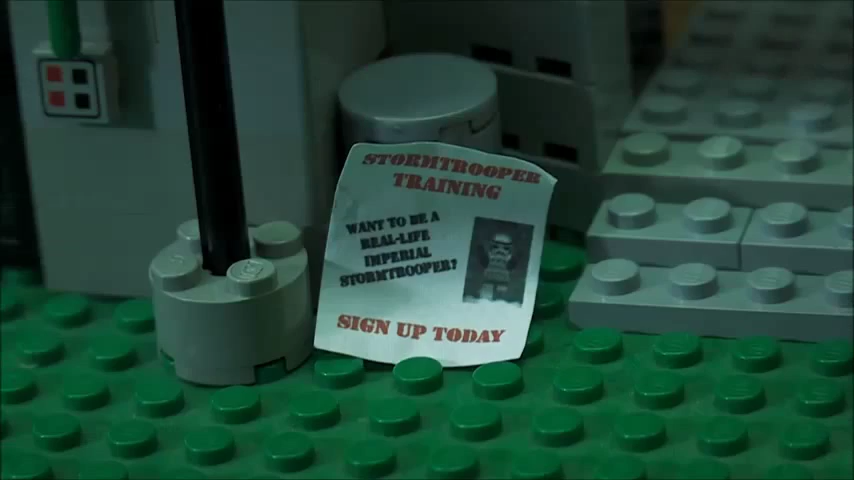 STORMTROOPER
TRAINING
WANT TO BE A
REAL-LIFE
IMPERIAL
STORMTROOPER?
SIGN UP TODAY